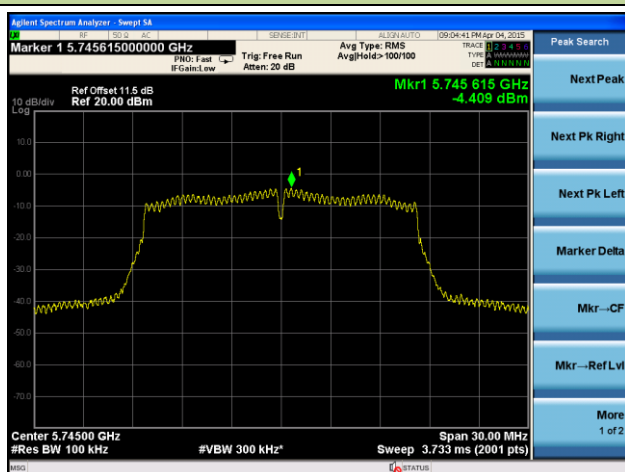 Agilent Spectrum Analyzer - Swept SA
LXI RF 50 Ω AC SENSE:INT ALIGN AUTO 09:04:41 PM Apr 04, 2015
Marker 1 5.745615000000 GHz
PNO: Fast
IFGain:Low
Trig: Free Run
Atten: 20 dB
Avg Type: RMS
Avg|Hold:>100/100
TRACE 1 2 3 4 5 6
TYPE A WWWWW
DET A N N N N N
Peak Search
Mkr1 5.745 615 GHz
-4.409 dBm
Ref Offset 11.5 dB
10 dB/div Ref 20.00 dBm
Log
10.0
0.00
-10.0
-20.0
-30.0
-40.0
-50.0
-60.0
-70.0
1
Next Peak
Next Pk Right
Next Pk Left
Marker Delta
Mkr→CF
Mkr→Ref Lvl
More
1 of 2
Center 5.74500 GHz Span 30.00 MHz
#Res BW 100 kHz #VBW 300 kHz* Sweep 3.733 ms (2001 pts)
MSG STATUS